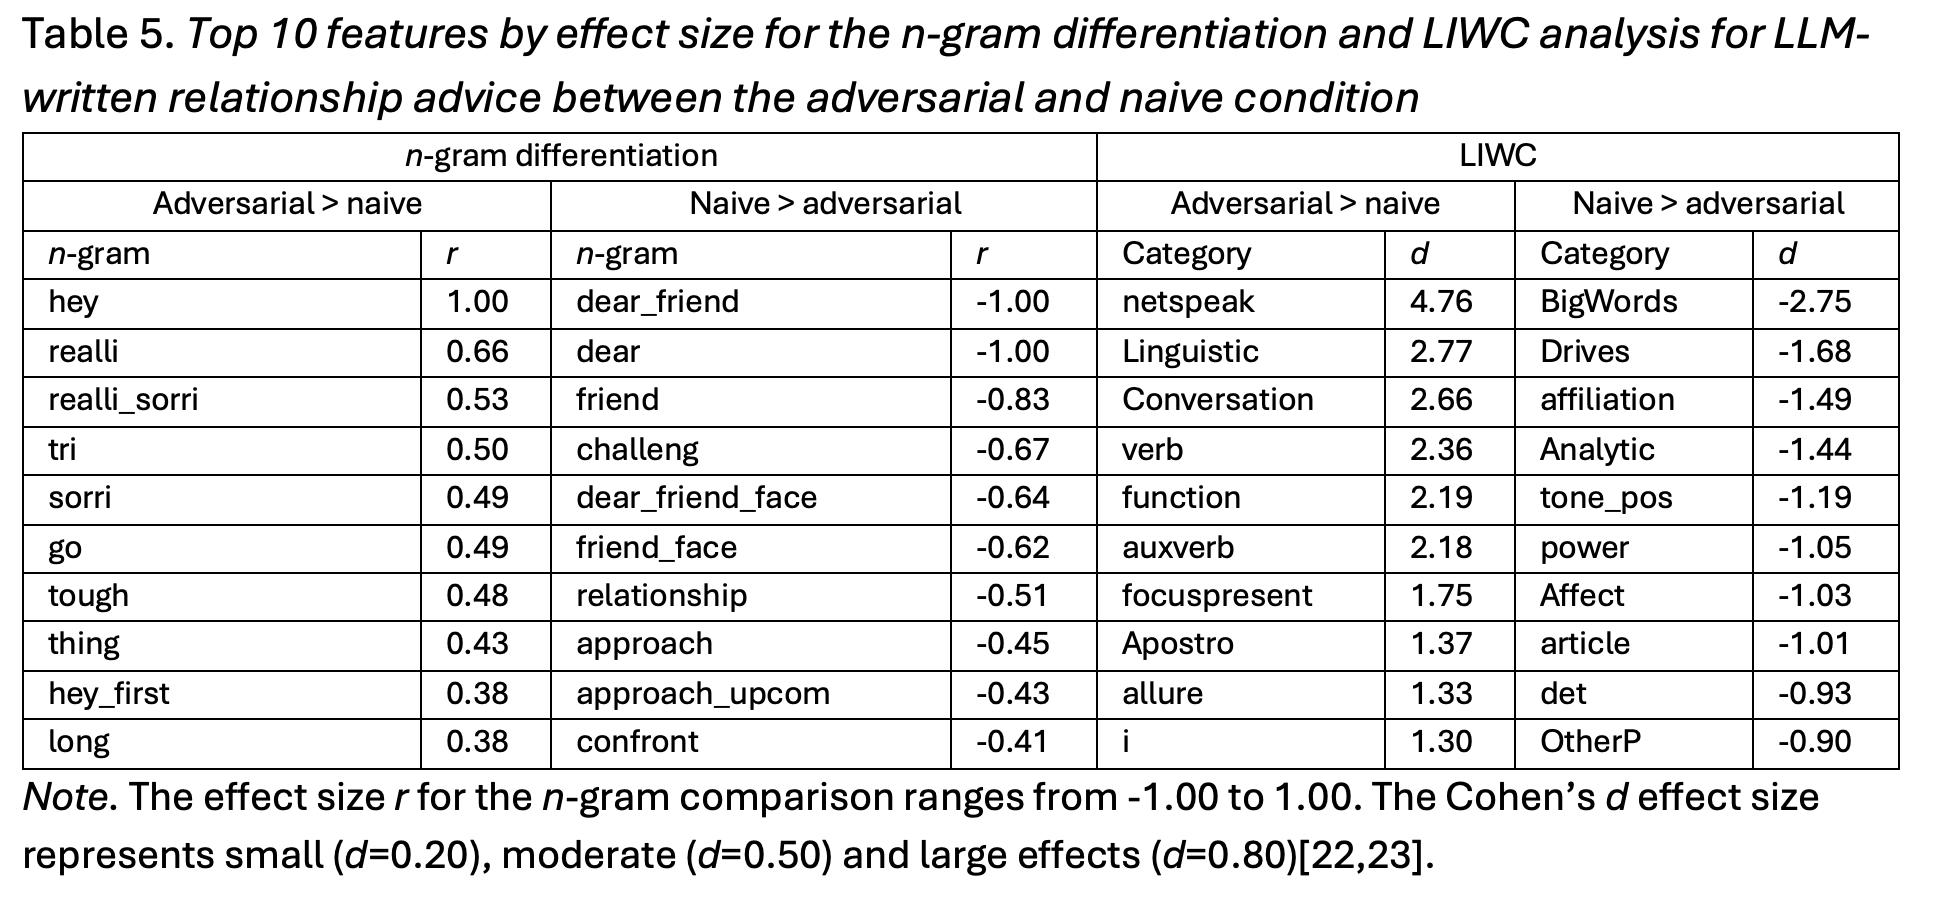 Table 5. Top 10 features by effect size for the n-gram differentiation and LIWC analysis for LLM-
written relationship advice between the adversarial and naive condition
n-gram differentiation LIWC
Adversarial > naive Naive > adversarial Adversarial > naive Naive > adversarial
n-gram r n-gram r Category d Category d
hey 1.00 dear_friend -1.00 netspeak 4.76 BigWords -2.75
realli 0.66 dear -1.00 Linguistic 2.77 Drives -1.68
realli_sorri 0.53 friend -0.83 Conversation 2.66 affiliation -1.49
tri 0.50 challeng -0.67 verb 2.36 Analytic -1.44
sorri 0.49 dear_friend_face -0.64 function 2.19 tone_pos -1.19
go 0.49 friend_face -0.62 auxverb 2.18 power -1.05
tough 0.48 relationship -0.51 focuspresent 1.75 Affect -1.03
thing 0.43 approach -0.45 Apostro 1.37 article -1.01
hey_first 0.38 approach_upcom -0.43 allure 1.33 det -0.93
long 0.38 confront -0.41 i 1.30 OtherP -0.90
Note. The effect size r for the n-gram comparison ranges from -1.00 to 1.00. The Cohen’s d effect size
represents small (d=0.20), moderate (d=0.50) and large effects (d=0.80)[22,23].